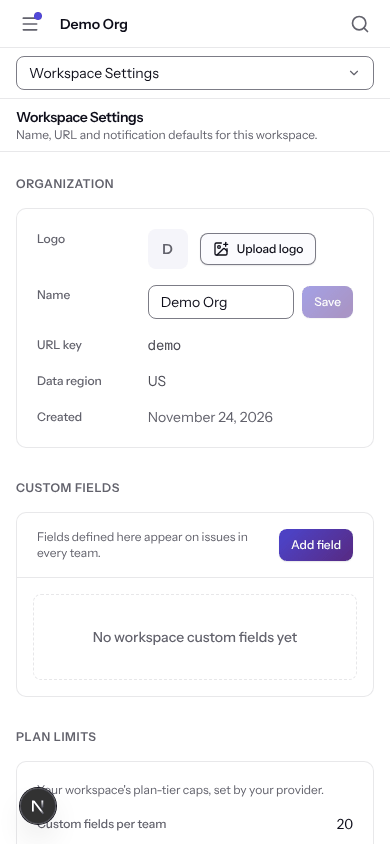 Demo Org
Workspace Settings
Workspace Settings
Name, URL and notification defaults for this workspace.
ORGANIZATION
Logo
D
Upload logo
Name
Demo Org
Save
URL key
demo
Data region
US
Created
November 24, 2026
CUSTOM FIELDS
Fields defined here appear on issues in
every team.
Add field
No workspace custom fields yet
PLAN LIMITS
Your workspace's plan-tier caps, set by your provider.
N
Custom fields per team
20